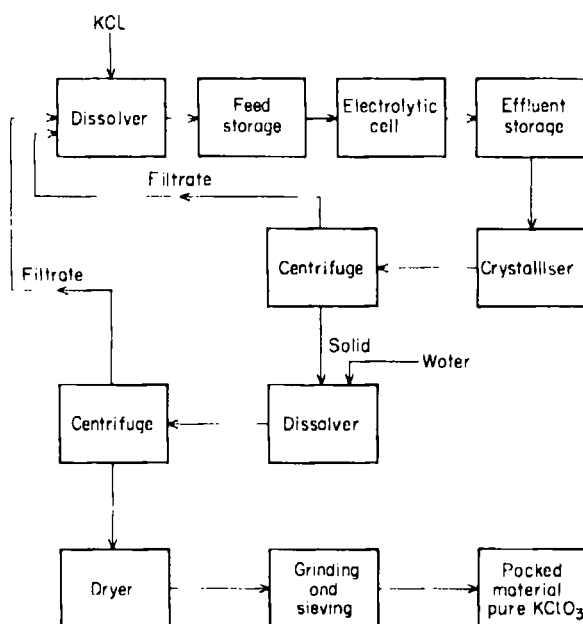 KCL
Dissolver
Feed
storage
Electrolytic
cell
Effluent
storage
Filtrate
Centrifuge
Crystalliser
Filtrate
Solid
Water
Centrifuge
Dissolver
Dryer
Grinding
and
sieving
Packed
material
pure KClO₃